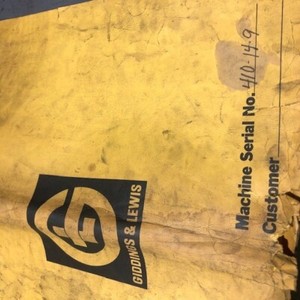 Machine Serial No. 410-14-9
Customer
GIDDINGS & LEWIS